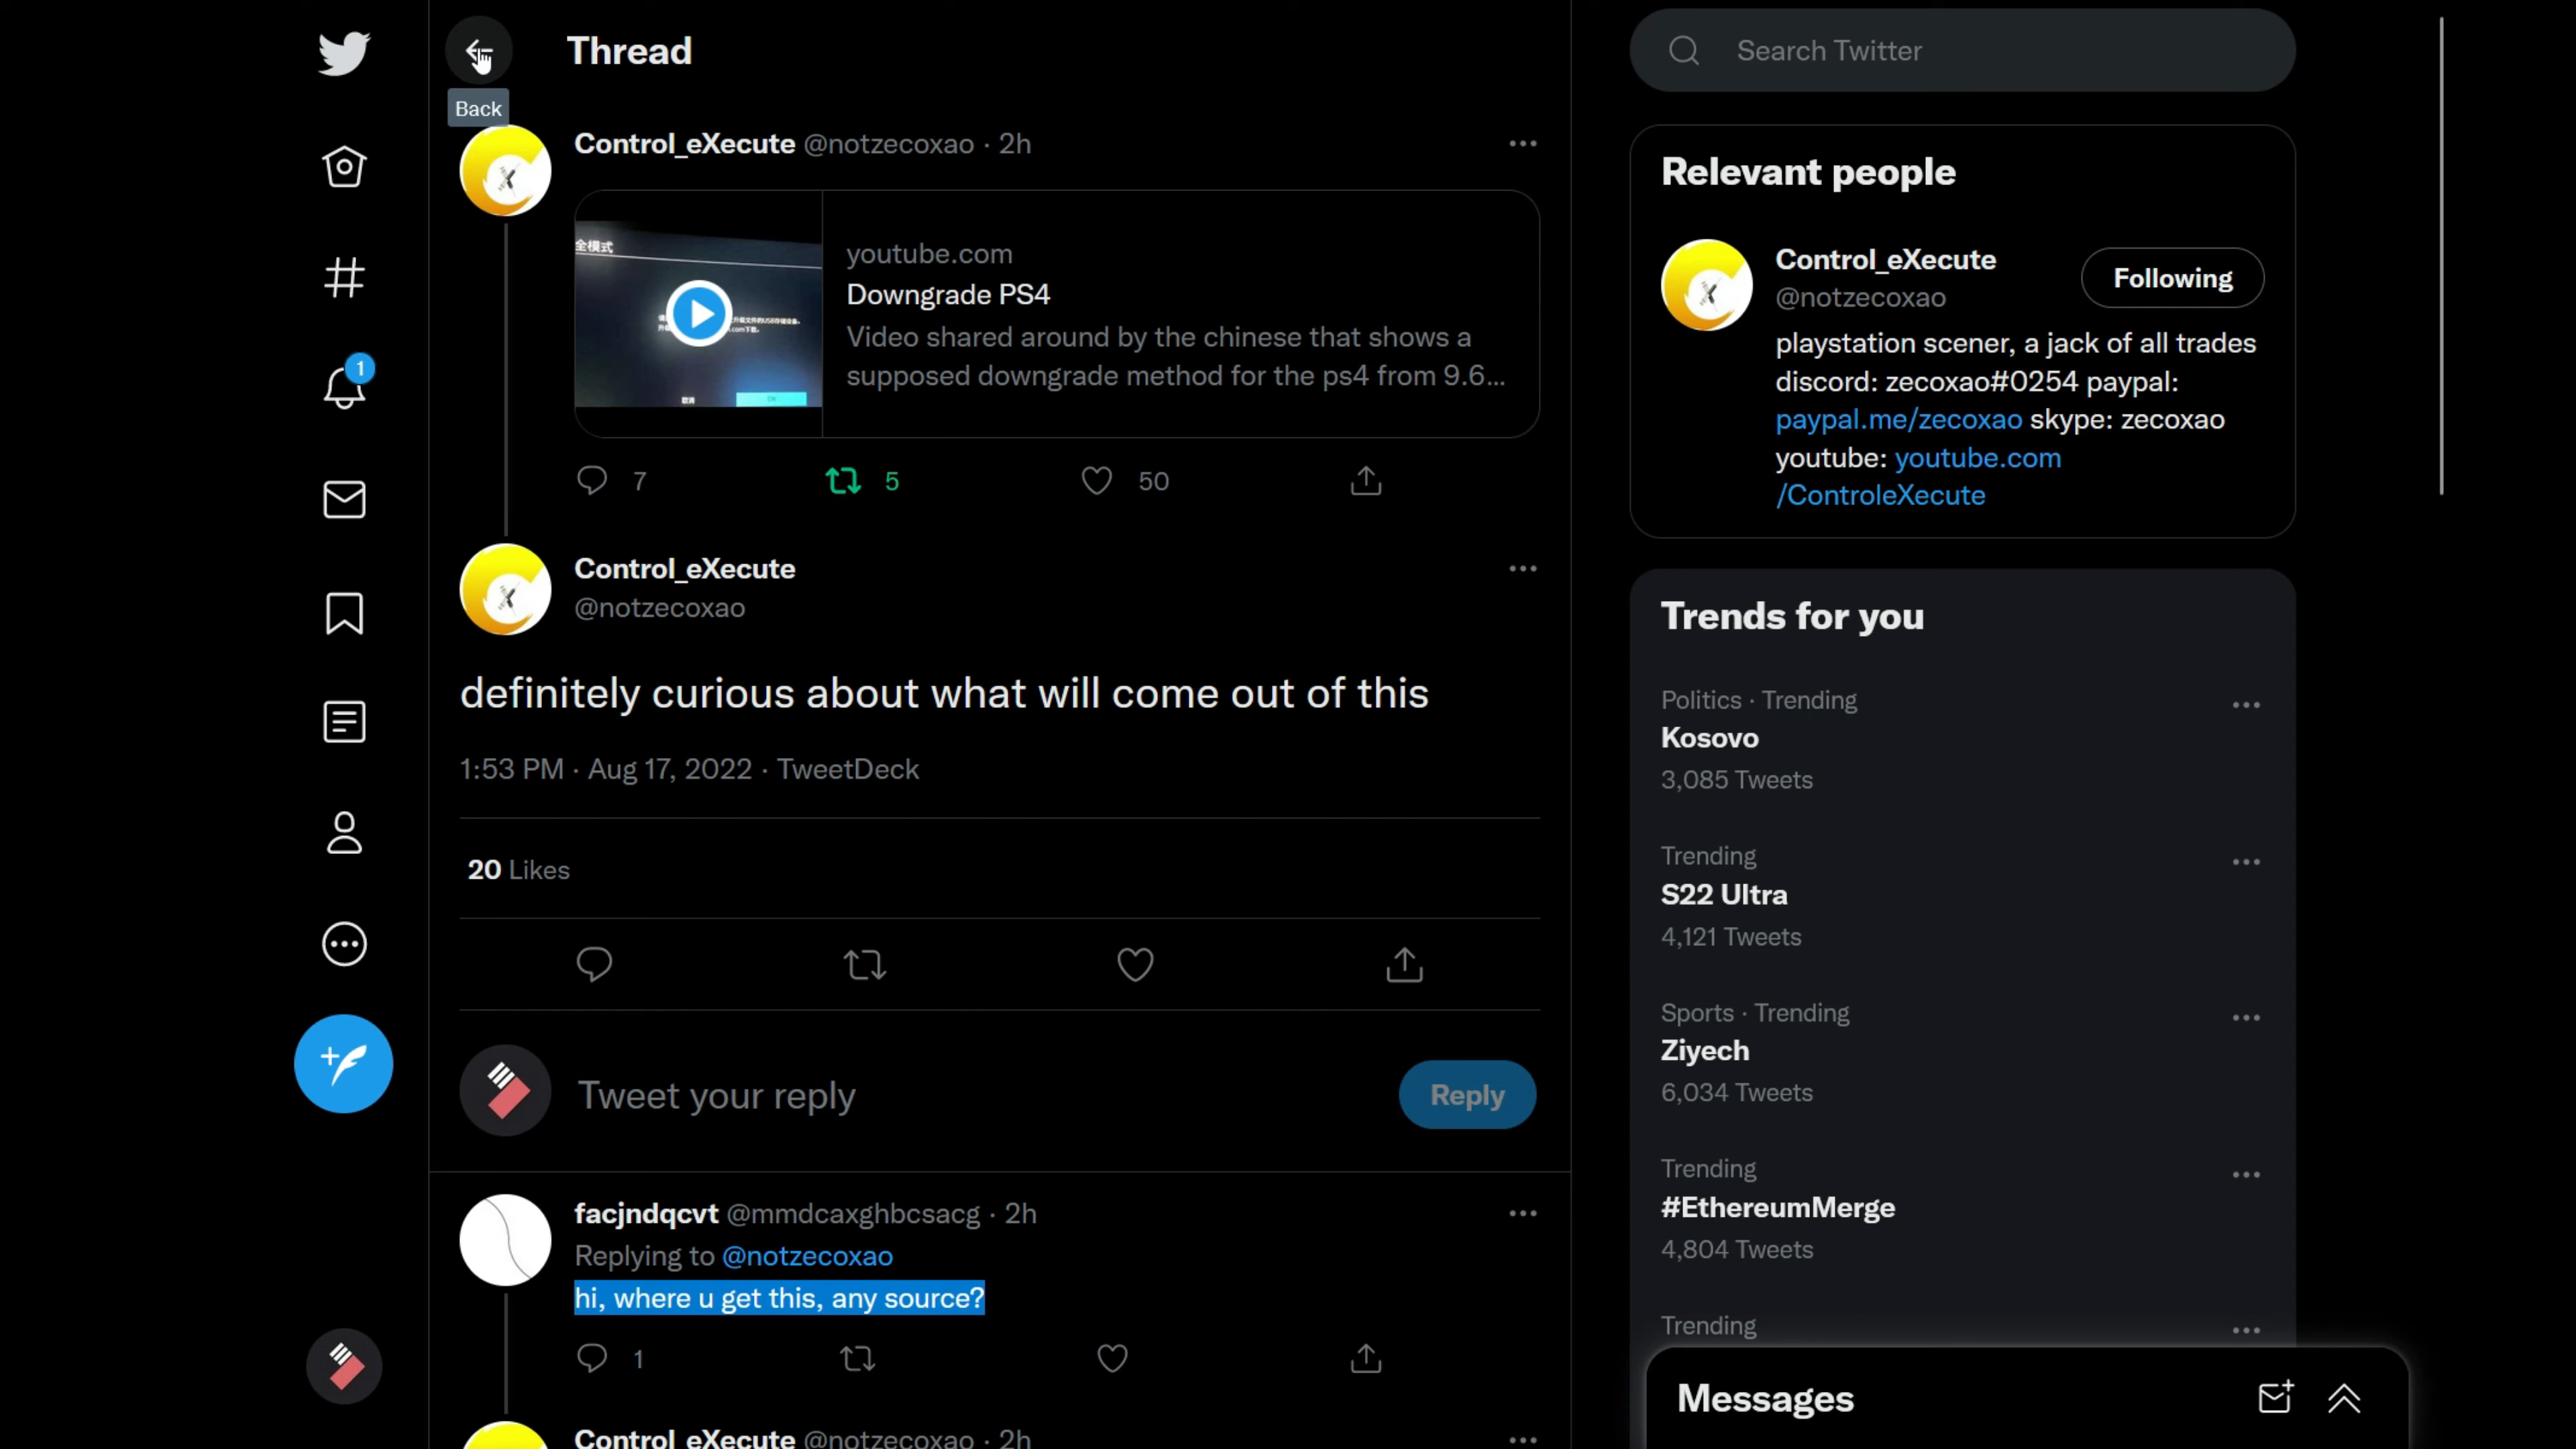 Thread
Back
Control_eXecute @notzecoxao · 2h
全模式
取消
OK
youtube.com
Downgrade PS4
Video shared around by the chinese that shows a
supposed downgrade method for the ps4 from 9.6...
7
5
50
Control_eXecute
@notzecoxao
definitely curious about what will come out of this
1:53 PM · Aug 17, 2022 · TweetDeck
20 Likes
Tweet your reply
Reply
facjndqcvt @mmdcaxghbcsacg · 2h
Replying to @notzecoxao
hi, where u get this, any source?
1
Control_eXecute @notzecoxao · 2h
1
Search Twitter
Relevant people
Control_eXecute
@notzecoxao
Following
playstation scener, a jack of all trades
discord: zecoxao#0254 paypal:
paypal.me/zecoxao skype: zecoxao
youtube: youtube.com
/ControleXecute
Trends for you
Politics · Trending
Kosovo
3,085 Tweets
Trending
S22 Ultra
4,121 Tweets
Sports · Trending
Ziyech
6,034 Tweets
Trending
#EthereumMerge
4,804 Tweets
Trending
Messages